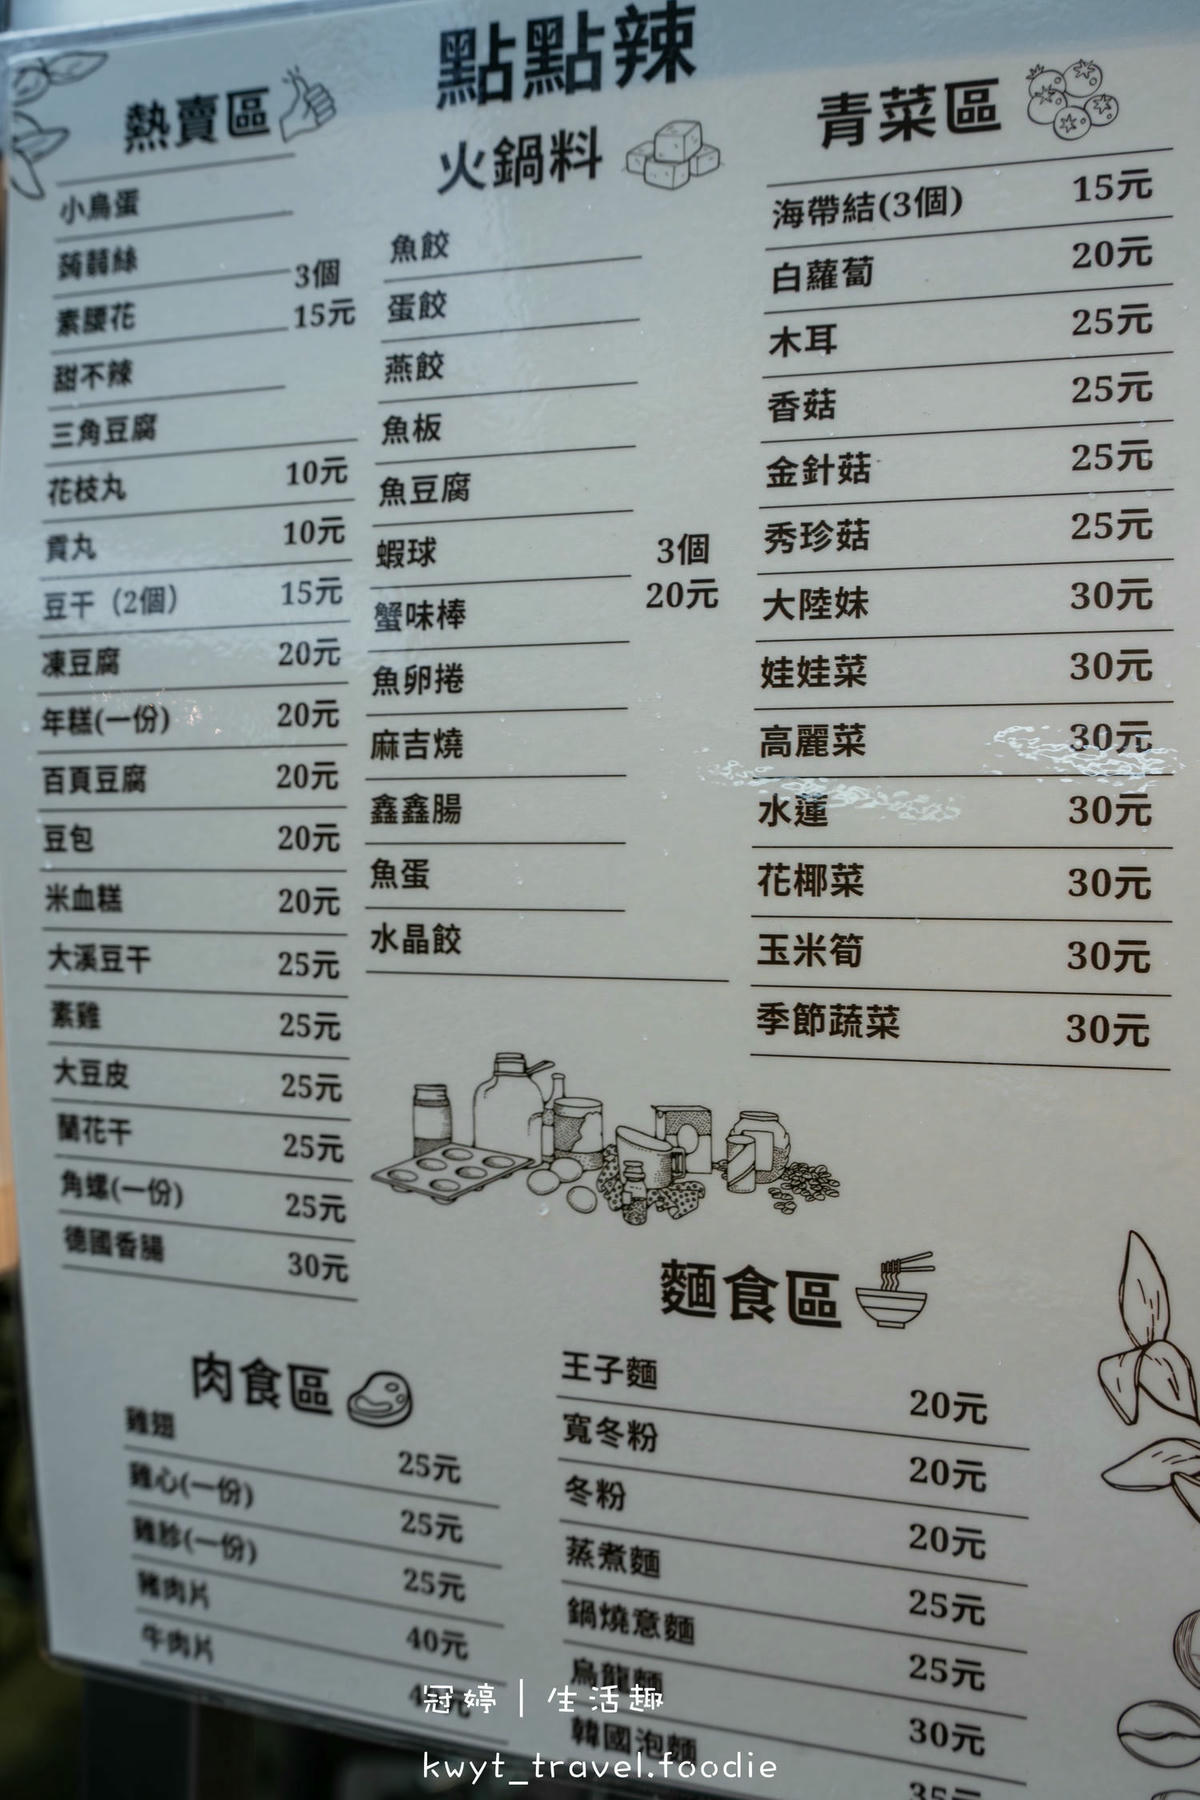 點點辣
熱賣區
小鳥蛋
蒟蒻絲
素腰花
甜不辣
三角豆腐
3個
15元
花枝丸 10元
貢丸 10元
豆干（2個） 15元
凍豆腐 20元
年糕(一份) 20元
百頁豆腐 20元
豆包 20元
米血糕 20元
大溪豆干 25元
素雞 25元
大豆皮 25元
蘭花干 25元
角螺(一份) 25元
德國香腸 30元
火鍋料
魚餃
蛋餃
燕餃
魚板
魚豆腐
蝦球
蟹味棒
魚卵捲
麻吉燒
鑫鑫腸
魚蛋
水晶餃
3個
20元
青菜區
海帶結(3個) 15元
白蘿蔔 20元
木耳 25元
香菇 25元
金針菇 25元
秀珍菇 25元
大陸妹 30元
娃娃菜 30元
高麗菜 30元
水蓮 30元
花椰菜 30元
玉米筍 30元
季節蔬菜 30元
肉食區
雞翅 25元
雞心(一份) 25元
雞胗(一份) 25元
豬肉片 40元
牛肉片
麵食區
王子麵 20元
寬冬粉 20元
冬粉 20元
蒸煮麵 25元
鍋燒意麵 25元
烏龍麵 30元
韓國泡麵 35元
冠婷｜生活趣
kwyt_travel.foodie